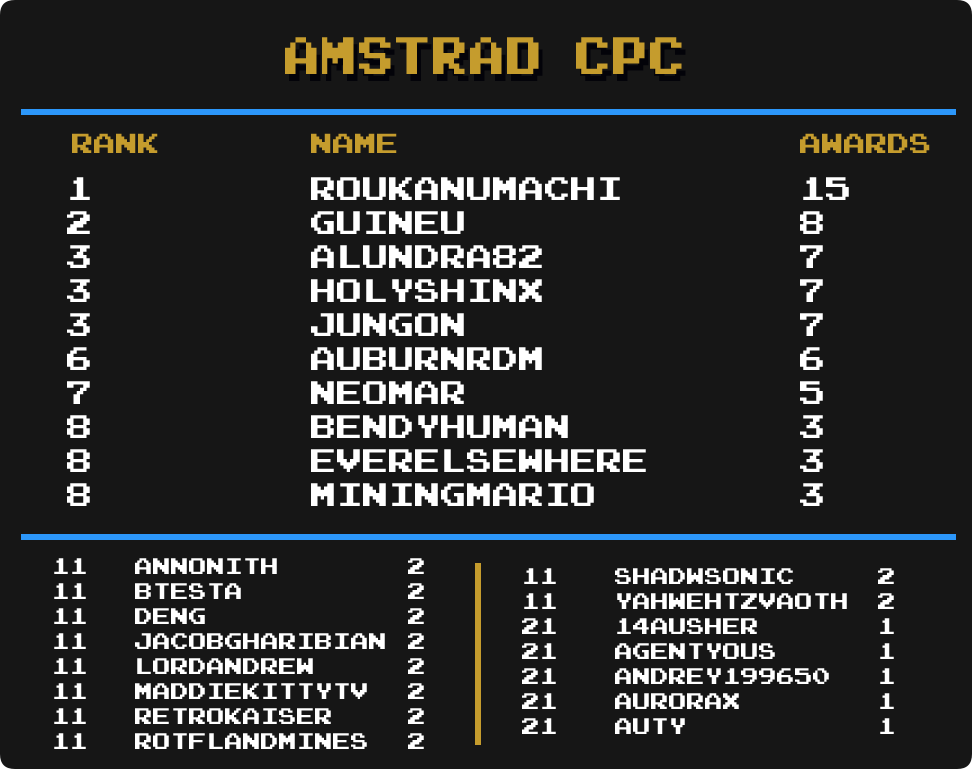 AMSTRAD CPC
RANK NAME AWARDS
1 ROUKANUMACHI 15
2 GUINEU 8
3 ALUNDRA82 7
3 HOLYSHINX 7
3 JUNGON 7
6 AUBURNRDM 6
7 NEOMAR 5
8 BENDYHUMAN 3
8 EVERELSEWHERE 3
8 MININGMARIO 3
11 ANNONITH 2
11 BTESTA 2
11 DENG 2
11 JACOBGHARIBIAN 2
11 LORDANDREW 2
11 MADDIEKITTYTV 2
11 RETROKAISER 2
11 ROTFLANDMINES 2
11 SHADWSONIC 2
11 YAHWEHTZVAOTH 2
21 14AUSHER 1
21 AGENTYOUS 1
21 ANDREY199650 1
21 AURORAX 1
21 AUTY 1